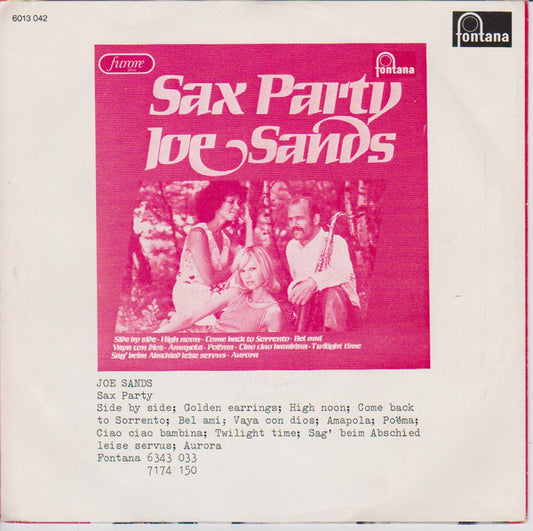 6013 042
fontana
furore
fontana
Sax Party
Joe Sands
Side by side - High noon - Come back to Sorrento - Bel ami
Vaya con Dios - Amapola - Poëma - Ciao ciao bambina - Twilight time
Sag' beim Abschied leise servus - Aurora
JOE SANDS
Sax Party
Side by side; Golden earrings; High noon; Come back
to Sorrento; Bel ami; Vaya con dios; Amapola; Poëma;
Ciao ciao bambina; Twilight time; Sag' beim Abschied
leise servus; Aurora
Fontana 6343 033
7174 150